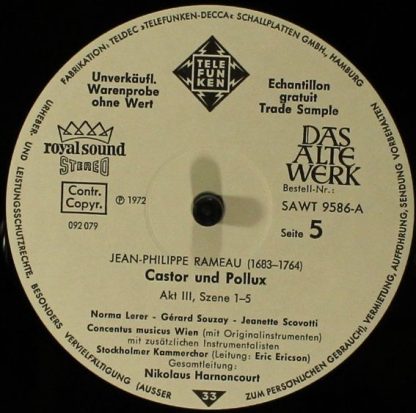 FABRIKATION: TELDEC »TELEFUNKEN-DECCA« SCHALLPLATTEN GMBH., HAMBURG
URHEBER- UND LEISTUNGSSCHUTZRECHTE, BESONDERS VERVIELFÄLTIGUNG (AUSSER ZUM PERSÖNLICHEN GEBRAUCH), VERMIETUNG, AUFFÜHRUNG, SENDUNG VORBEHALTEN
TELE
FUN
KEN
Unverkäufl.
Warenprobe
ohne Wert
Echantillon
gratuit
Trade Sample
royal sound
STEREO
DAS
ALTE
WERK
Contr.
Copyr.
℗ 1972
092 079
Bestell-Nr.:
SAWT 9586-A
Seite 5
JEAN-PHILIPPE RAMEAU (1683–1764)
Castor und Pollux
Akt III, Szene 1–5
Norma Lerer - Gérard Souzay - Jeanette Scovotti
Concentus musicus Wien (mit Originalinstrumenten)
mit zusätzlichen Instrumentalisten
Stockholmer Kammerchor (Leitung: Eric Ericson)
Gesamtleitung:
Nikolaus Harnoncourt
33